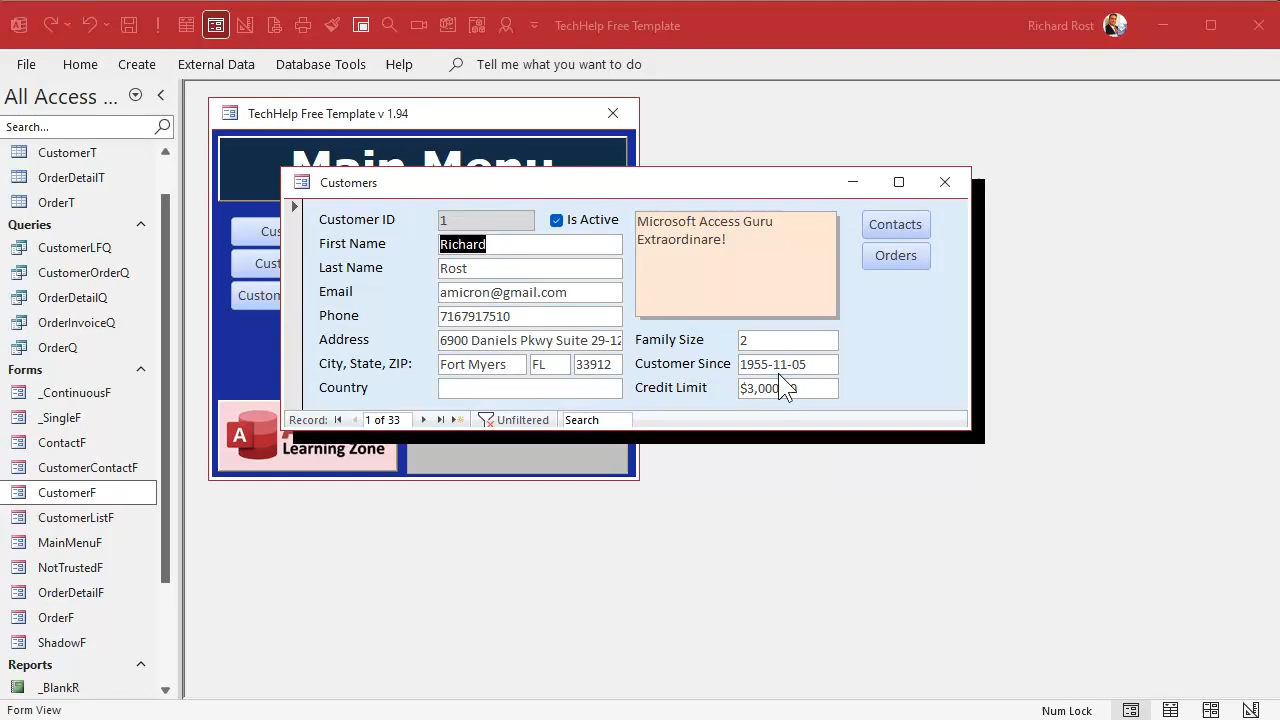 TechHelp Free Template
Richard Rost
File Home Create External Data Database Tools Help Tell me what you want to do
All Access ...
Search...
CustomerT
OrderDetailT
OrderT
Queries
CustomerLFQ
CustomerOrderQ
OrderDetailQ
OrderInvoiceQ
OrderQ
Forms
_ContinuousF
_SingleF
ContactF
CustomerContactF
CustomerF
CustomerListF
MainMenuF
NotTrustedF
OrderDetailF
OrderF
ShadowF
Reports
_BlankR
TechHelp Free Template v 1.94
Main Menu
Customers
Customer ID 1 Is Active
First Name Richard
Last Name Rost
Email amicron@gmail.com
Phone 7167917510
Address 6900 Daniels Pkwy Suite 29-12
City, State, ZIP: Fort Myers FL 33912
Country
Microsoft Access Guru
Extraordinare!
Family Size 2
Customer Since 1955-11-05
Credit Limit
Contacts
Orders
Record: 1 of 33 Unfiltered Search
A
Learning Zone
Form View
Num Lock